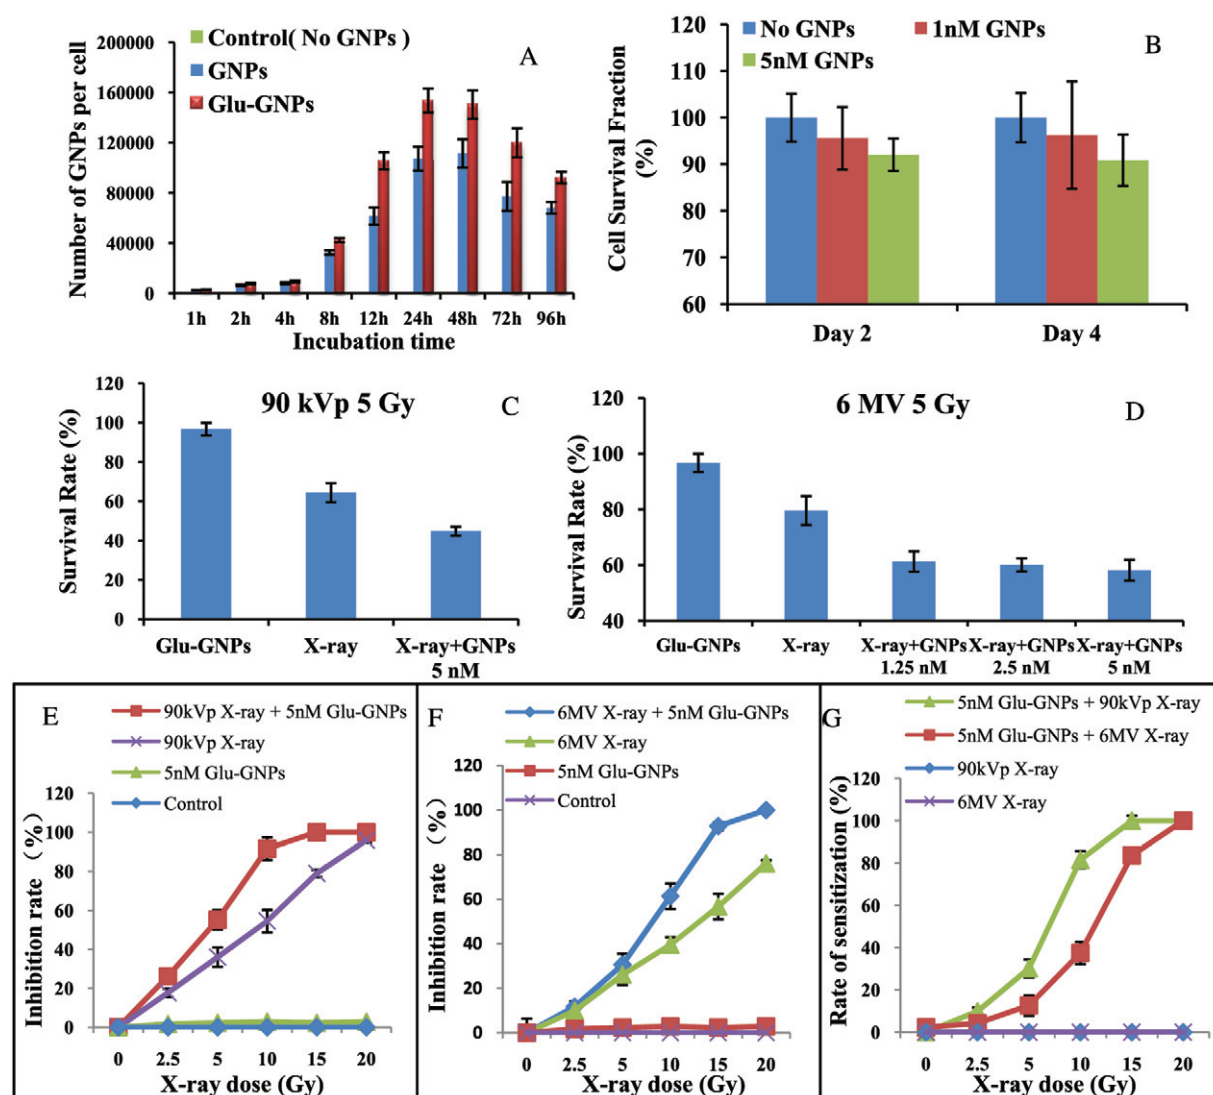 A
Control( No GNPs )
GNPs
Glu-GNPs
Number of GNPs per cell
200000
160000
120000
80000
40000
0
1h 2h 4h 8h 12h 24h 48h 72h 96h
Incubation time
B
No GNPs 1nM GNPs
5nM GNPs
Cell Survival Fraction
(%)
120
110
100
90
80
70
60
Day 2 Day 4
90 kVp 5 Gy C
Survival Rate (%)
120
100
80
60
40
20
0
Glu-GNPs X-ray X-ray+GNPs
5 nM
6 MV 5 Gy D
Survival Rate (%)
120
100
80
60
40
Glu-GNPs X-ray X-ray+GNPs X-ray+GNPs X-ray+GNPs
1.25 nM 2.5 nM 5 nM
E
90kVp X-ray + 5nM Glu-GNPs
90kVp X-ray
5nM Glu-GNPs
Control
Inhibition rate (%)
120
100
80
60
40
20
0
0 2.5 5 10 15 20
X-ray dose (Gy)
F
6MV X-ray + 5nM Glu-GNPs
6MV X-ray
5nM Glu-GNPs
Control
Inhibition rate (%)
120
100
80
60
40
20
0
0 2.5 5 10 15 20
X-ray dose (Gy)
G
5nM Glu-GNPs + 90kVp X-ray
5nM Glu-GNPs + 6MV X-ray
90kVp X-ray
6MV X-ray
Rate of sensitization (%)
120
100
80
60
40
20
0
0 2.5 5 10 15 20
X-ray dose (Gy)